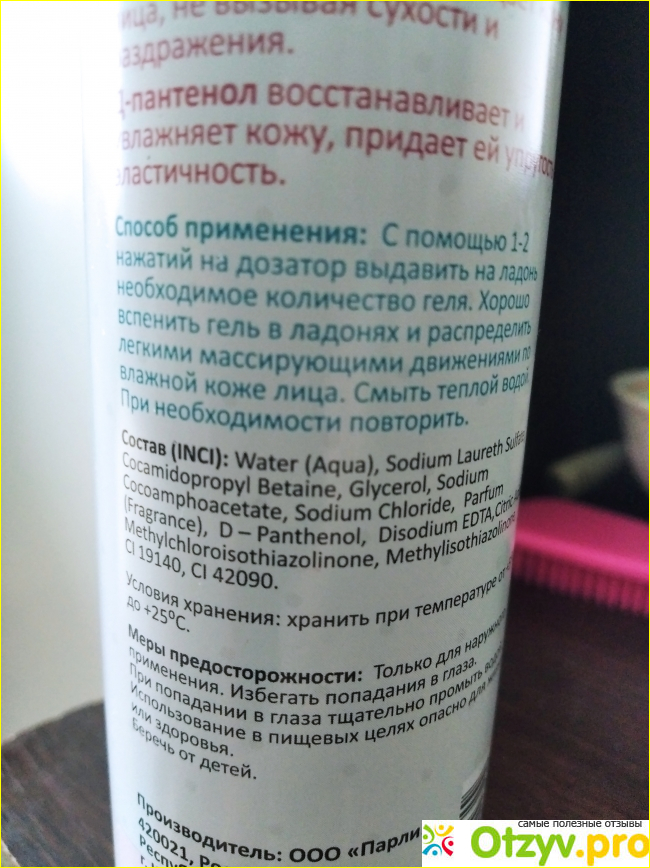 лица, не вызывая сухости и
раздражения.
Д-пантенол восстанавливает и
увлажняет кожу, придает ей упругость
эластичность.
Способ применения: С помощью 1-2
нажатий на дозатор выдавить на ладонь
необходимое количество геля. Хорошо
вспенить гель в ладонях и распределить
легкими массирующими движениями по
влажной коже лица. Смыть теплой водой.
При необходимости повторить.
Состав (INCI): Water (Aqua), Sodium Laureth Sulfate,
Cocamidopropyl Betaine, Glycerol, Sodium
Cocoamphoacetate, Sodium Chloride, Parfum
(Fragrance), D – Panthenol, Disodium EDTA, Citric
Methylchloroisothiazolinone, Methylisothiazolinone,
CI 19140, CI 42090.
Условия хранения: хранить при температуре от
до +25°С.
Меры предосторожности: Только для наружного
применения. Избегать попадания в глаза.
При попадании в глаза тщательно промыть водой.
Использование в пищевых целях опасно для
или здоровья.
Беречь от детей.
Производитель: ООО «Парли
420021,
Респу
самые полезные отзывы
Otzyv.pro